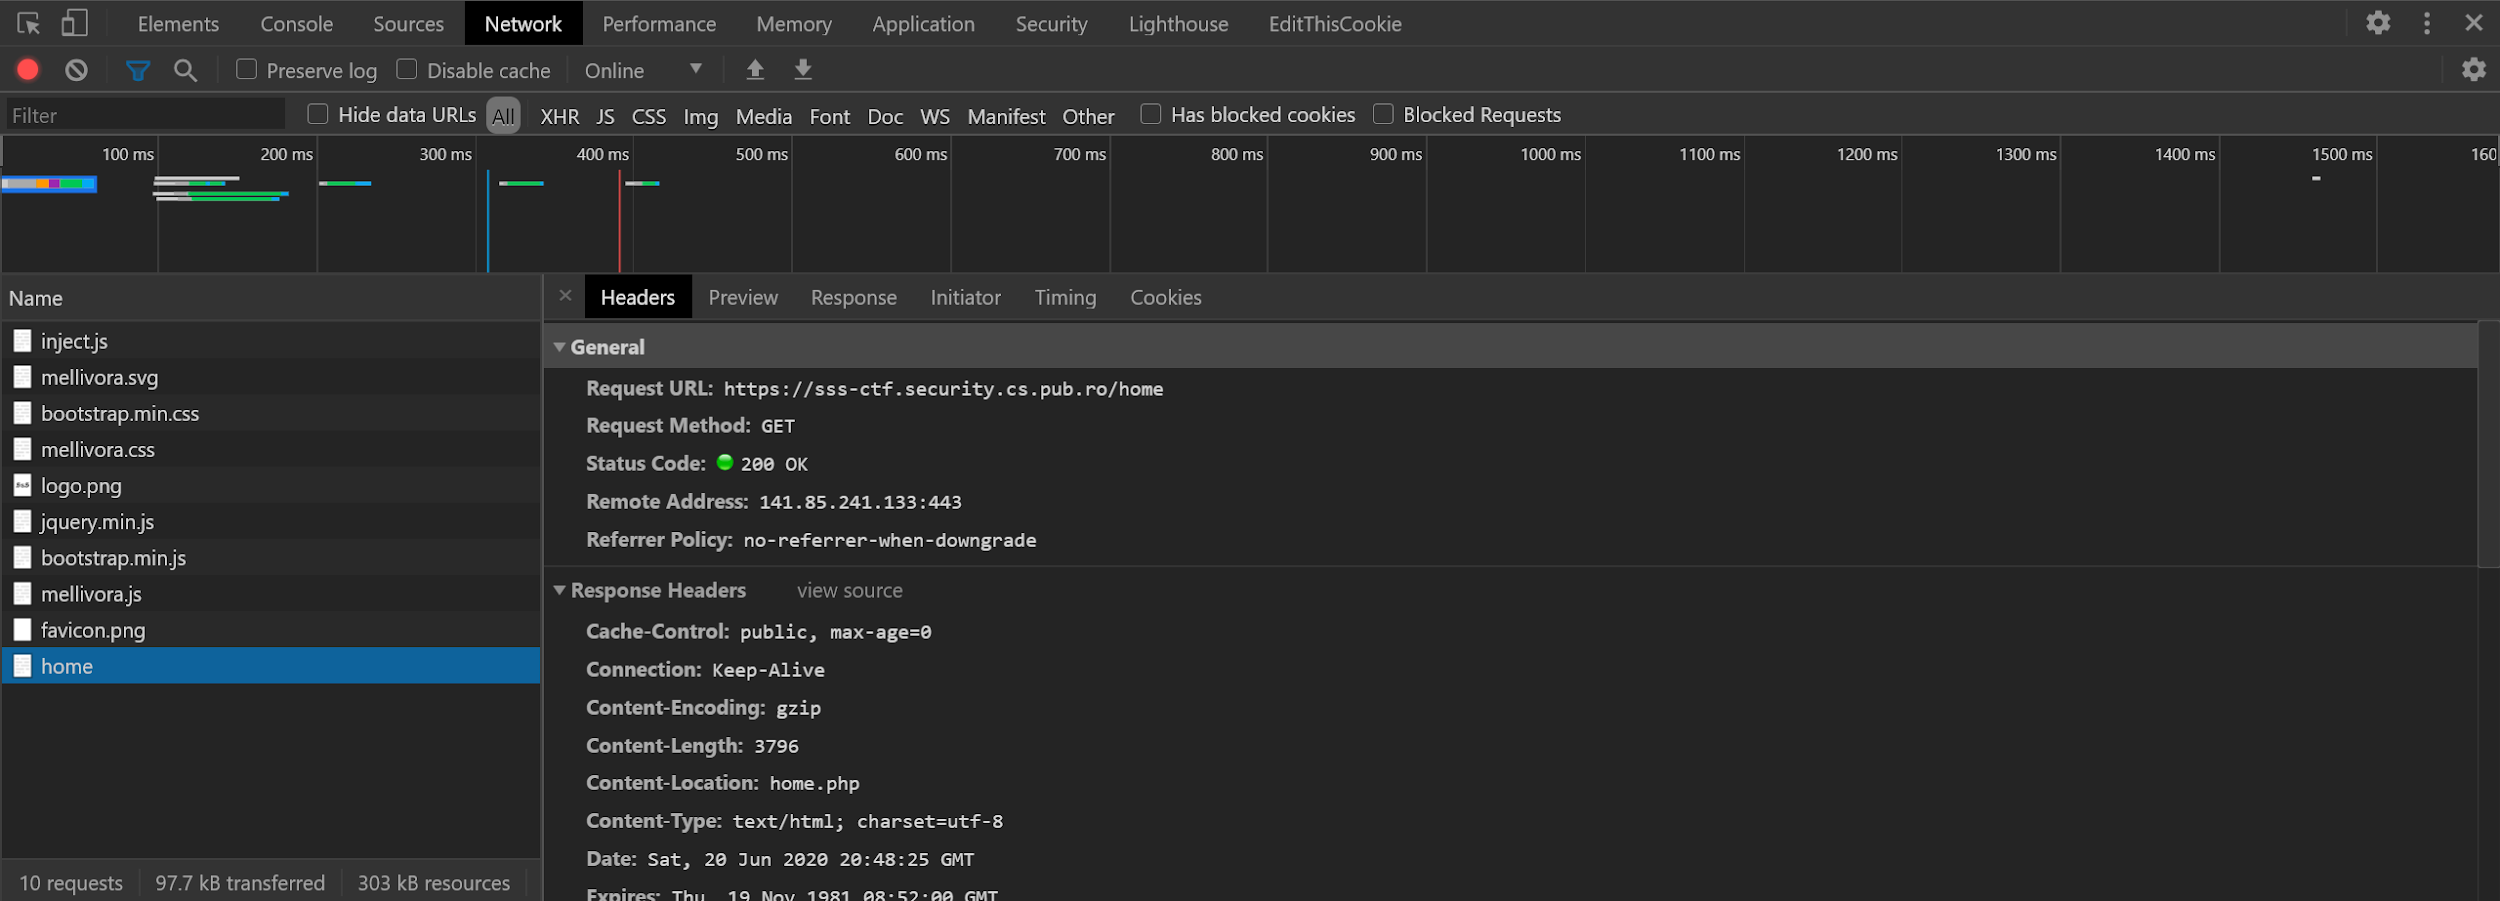 Elements Console Sources Network Performance Memory Application Security Lighthouse EditThisCookie
Preserve log Disable cache Online
Filter Hide data URLs All XHR JS CSS Img Media Font Doc WS Manifest Other Has blocked cookies Blocked Requests
100 ms 200 ms 300 ms 400 ms 500 ms 600 ms 700 ms 800 ms 900 ms 1000 ms 1100 ms 1200 ms 1300 ms 1400 ms 1500 ms 160
Name
inject.js
mellivora.svg
bootstrap.min.css
mellivora.css
logo.png
jquery.min.js
bootstrap.min.js
mellivora.js
favicon.png
home
10 requests 97.7 kB transferred 303 kB resources
Headers Preview Response Initiator Timing Cookies
General
Request URL: https://sss-ctf.security.cs.pub.ro/home
Request Method: GET
Status Code: 200 OK
Remote Address: 141.85.241.133:443
Referrer Policy: no-referrer-when-downgrade
Response Headers view source
Cache-Control: public, max-age=0
Connection: Keep-Alive
Content-Encoding: gzip
Content-Length: 3796
Content-Location: home.php
Content-Type: text/html; charset=utf-8
Date: Sat, 20 Jun 2020 20:48:25 GMT
Expires: Thu, 19 Nov 1981 08:52:00 GMT